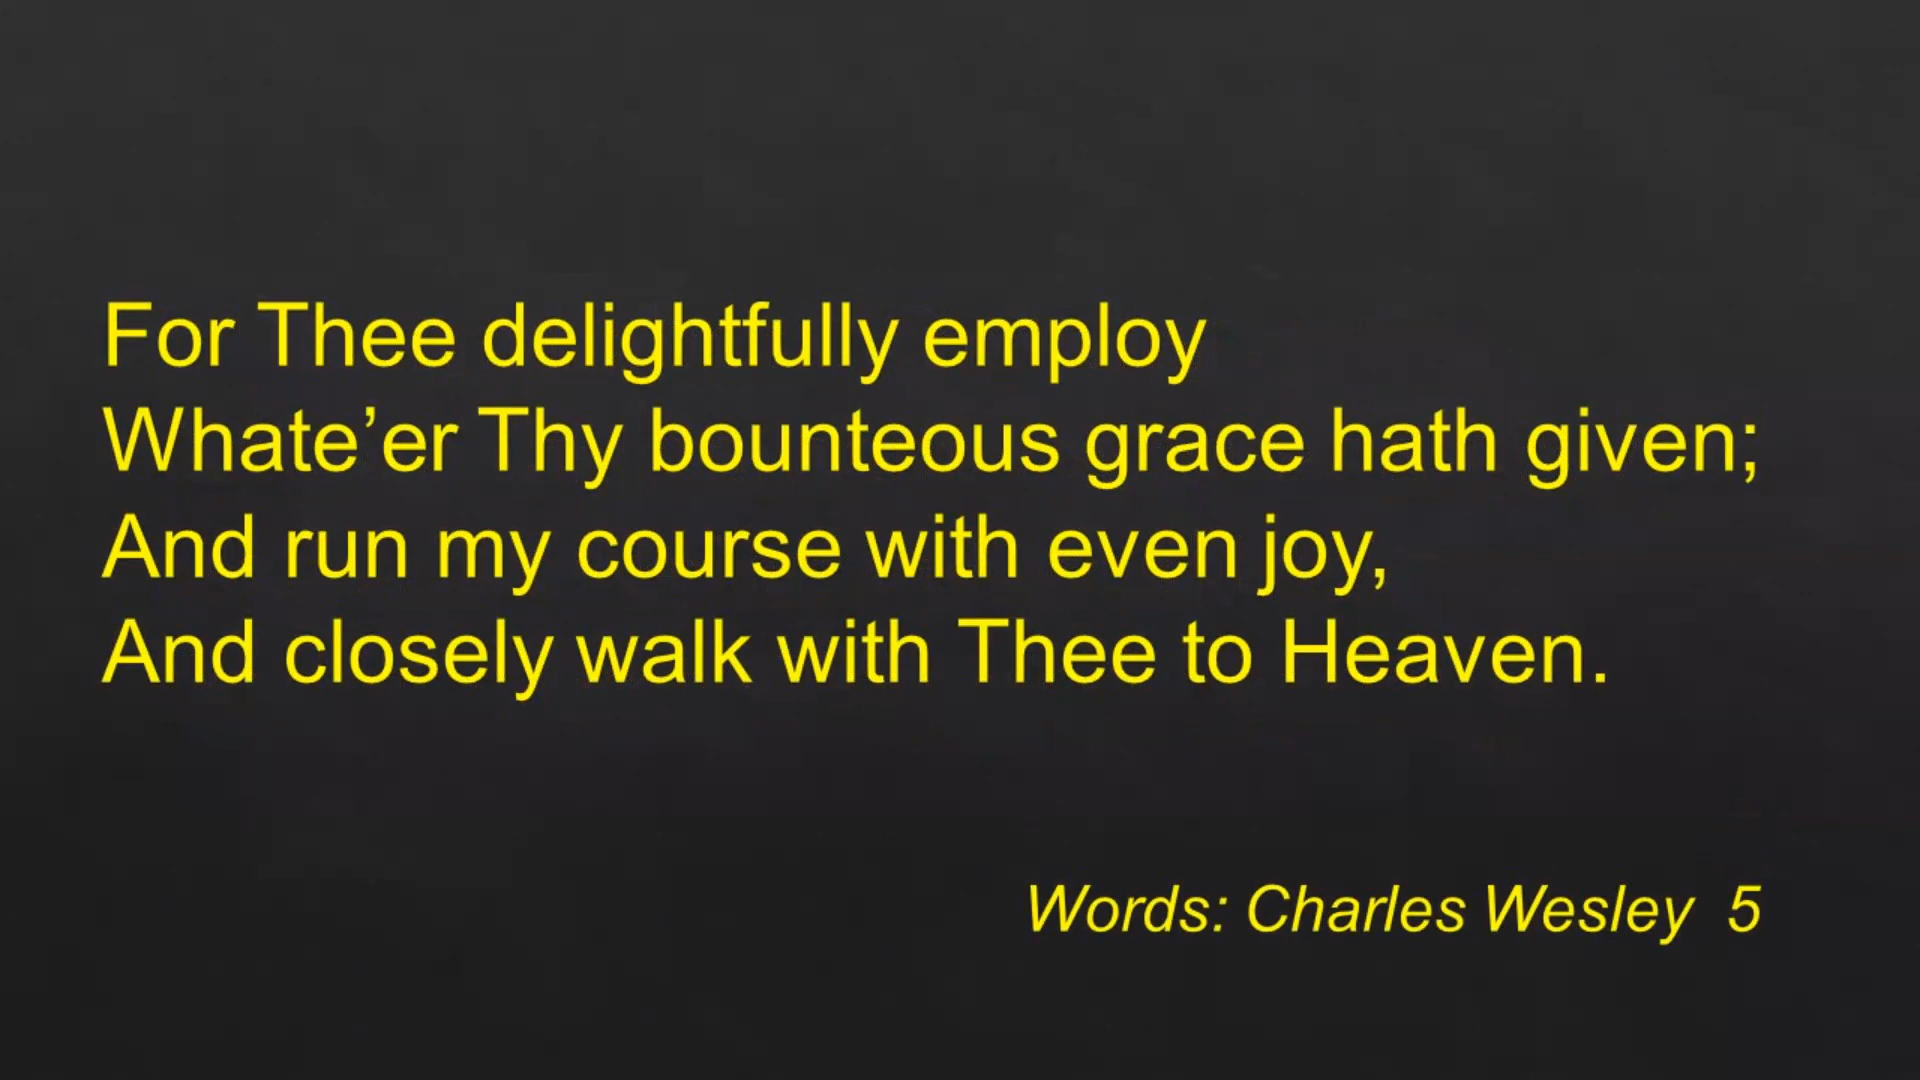 For Thee delightfully employ
Whate’er Thy bounteous grace hath given;
And run my course with even joy,
And closely walk with Thee to Heaven.
Words: Charles Wesley 5